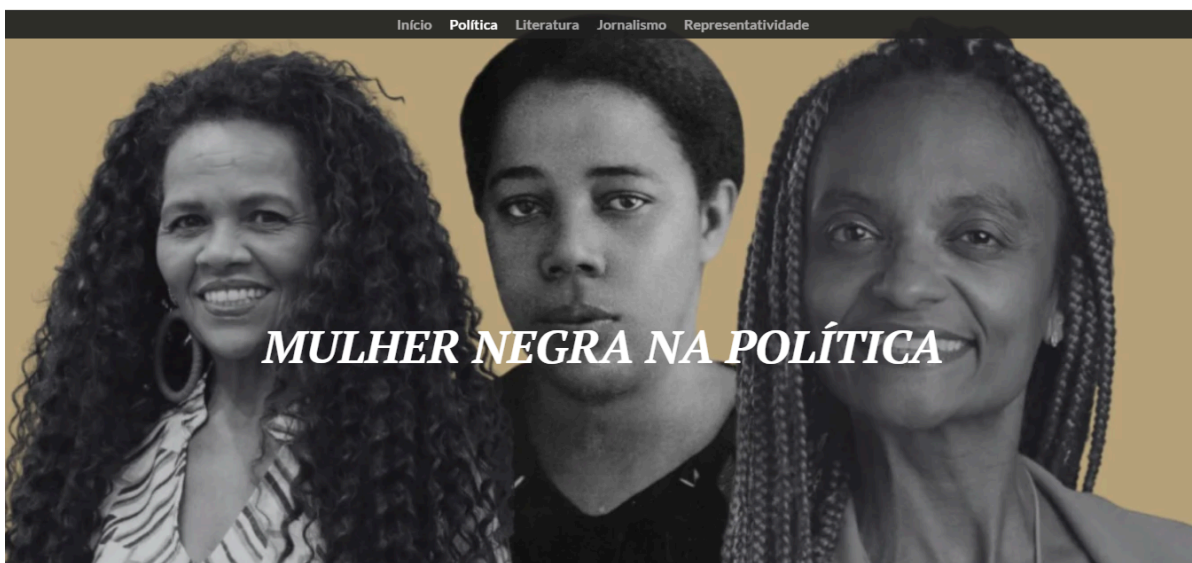 Início Política Literatura Jornalismo Representatividade
MULHER NEGRA NA POLÍTICA